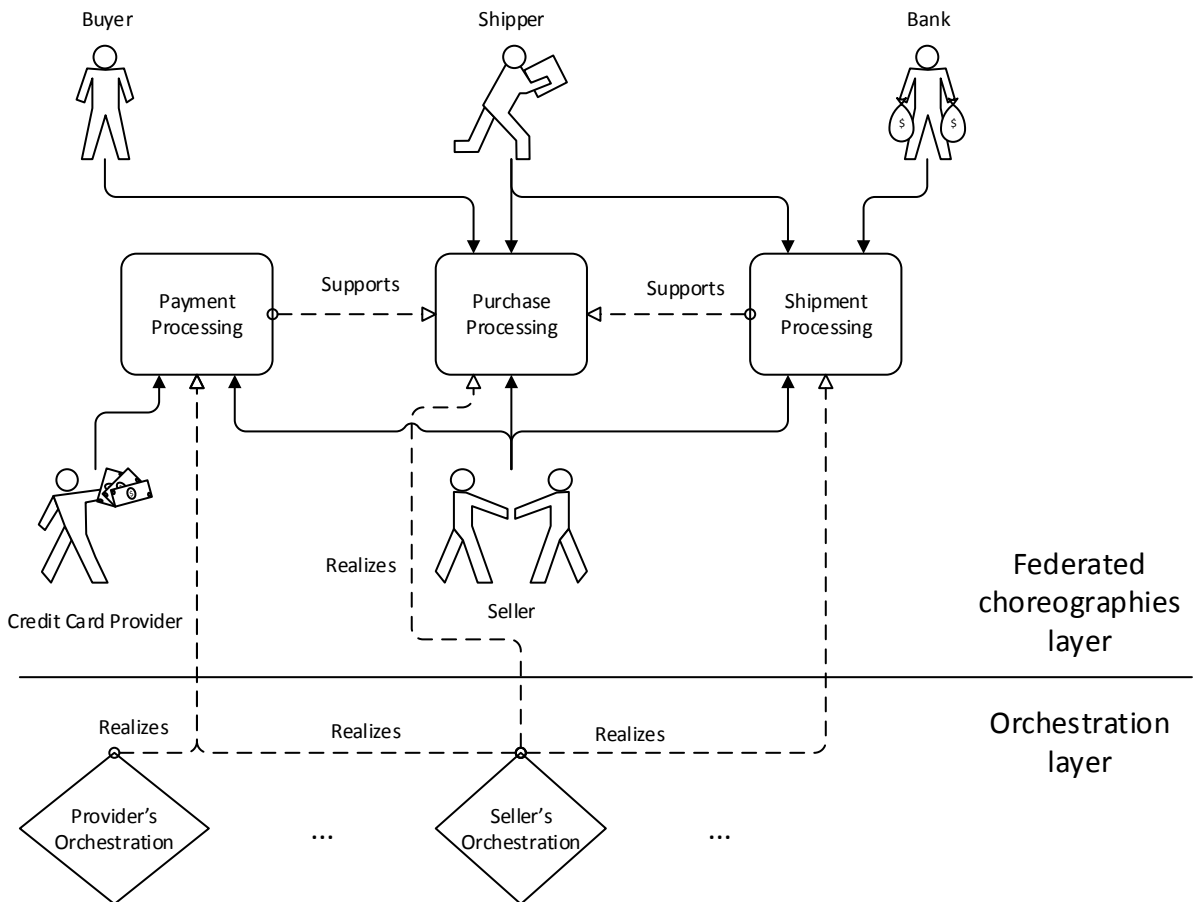 Buyer
Shipper
Bank
$
$
Payment
Processing
Supports
Purchase
Processing
Supports
Shipment
Processing
Realizes
Credit Card Provider
Seller
Federated
choreographies
layer
Realizes
Realizes
Realizes
Orchestration
layer
Provider's
Orchestration
...
Seller's
Orchestration
...